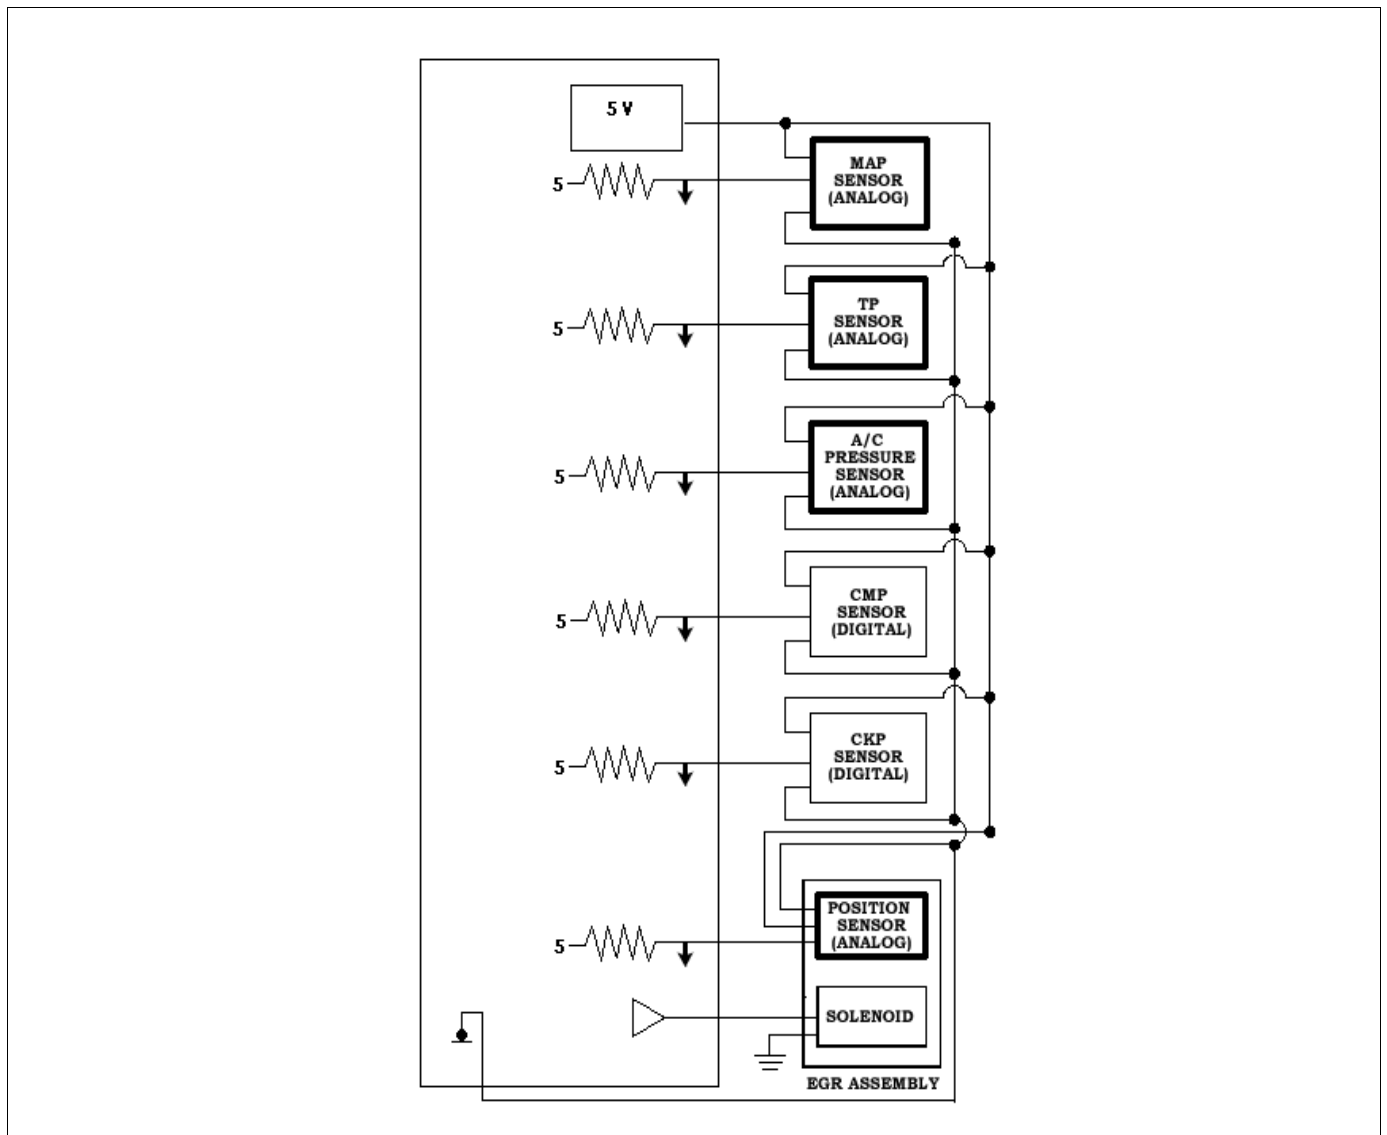 5 V
5
MAP
SENSOR
(ANALOG)
5
TP
SENSOR
(ANALOG)
5
A/C
PRESSURE
SENSOR
(ANALOG)
5
CMP
SENSOR
(DIGITAL)
5
CKP
SENSOR
(DIGITAL)
5
POSITION
SENSOR
(ANALOG)
SOLENOID
EGR ASSEMBLY